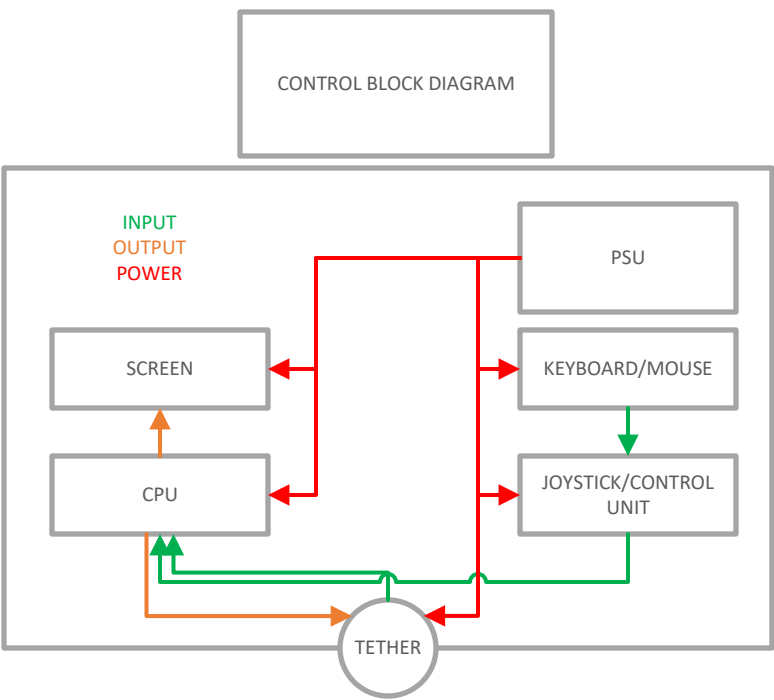 CONTROL BLOCK DIAGRAM
INPUT
OUTPUT
POWER
PSU
SCREEN
KEYBOARD/MOUSE
CPU
JOYSTICK/CONTROL
UNIT
TETHER